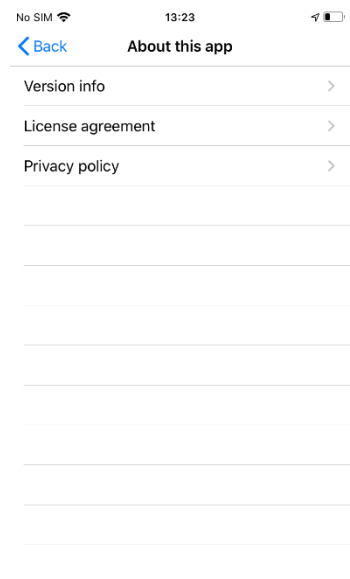 No SIM 13:23
Back About this app
Version info
License agreement
Privacy policy